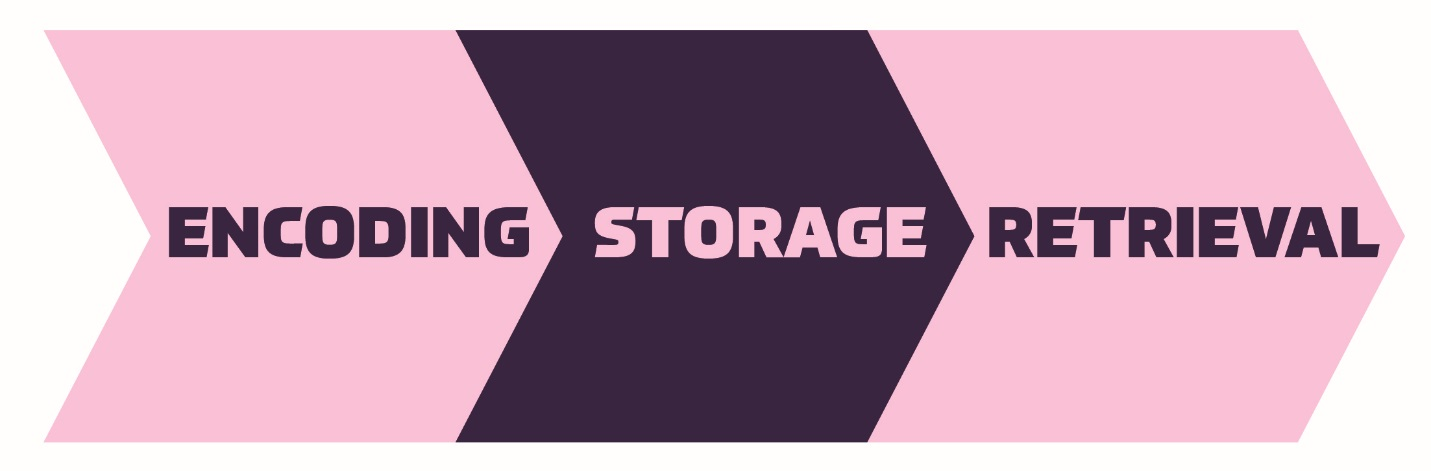 ENCODING STORAGE RETRIEVAL